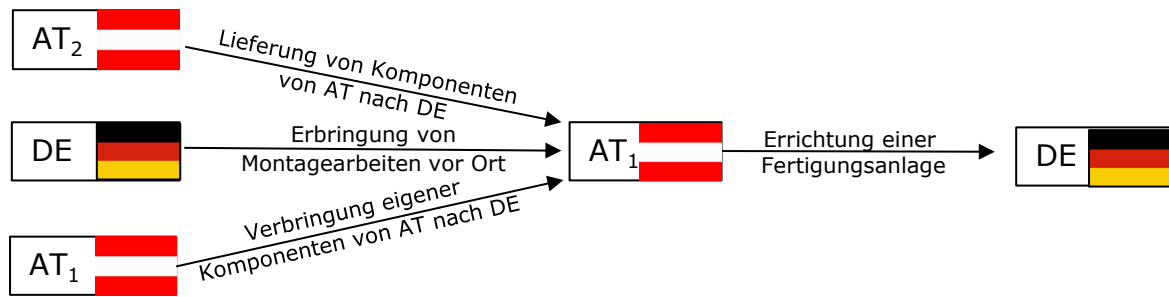 AT2
Lieferung von Komponenten
von AT nach DE
DE
Erbringung von
Montagearbeiten vor Ort
AT1
Verbringung eigener
Komponenten von AT nach DE
AT1
Errichtung einer
Fertigungsanlage
DE